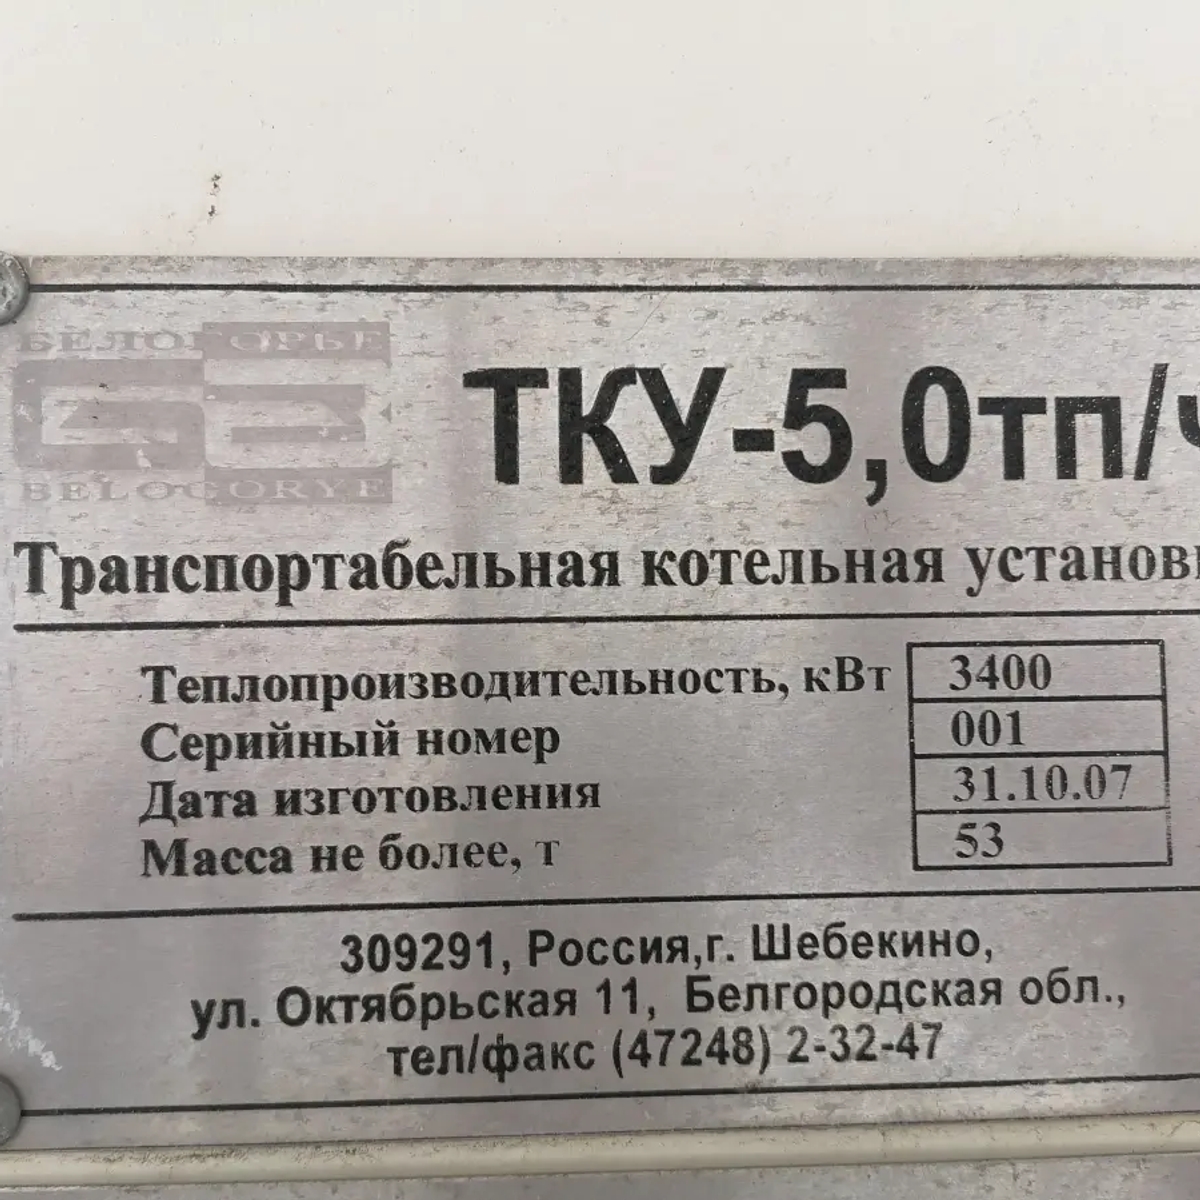 БЕЛОГОРЬЕ
BELOGORYE
ТКУ-5,0тп/ч
Транспортабельная котельная установ
Теплопроизводительность, кВт 3400
Серийный номер 001
Дата изготовления 31.10.07
Масса не более, т 53
309291, Россия,г. Шебекино,
ул. Октябрьская 11, Белгородская обл.,
тел/факс (47248) 2-32-47